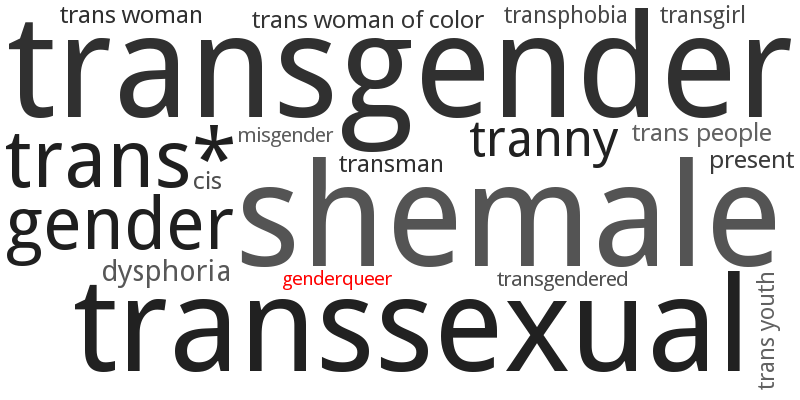 trans woman
trans woman of color
transphobia
transgirl
transgender
trans*
misgender
tranny
trans people
cis
transman
present
gender
shemale
dysphoria
genderqueer
transgendered
transsexual
trans youth